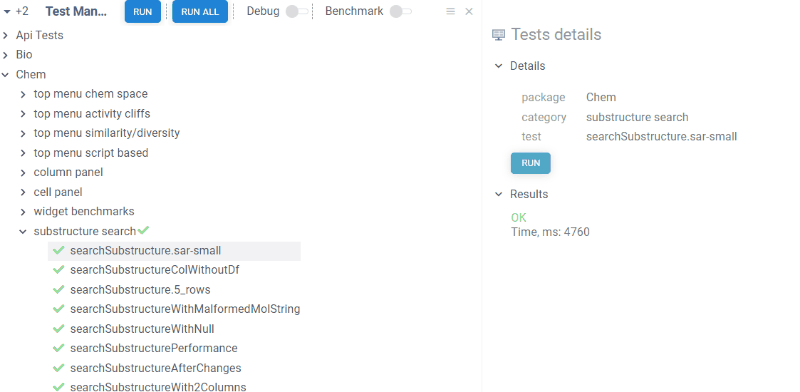 +2 Test Man... RUN RUN ALL Debug Benchmark
Api Tests
Bio
Chem
top menu chem space
top menu activity cliffs
top menu similarity/diversity
top menu script based
column panel
cell panel
widget benchmarks
substructure search
searchSubstructure.sar-small
searchSubstructureColWithoutDf
searchSubstructure.5_rows
searchSubstructureWithMalformedMolString
searchSubstructureWithNull
searchSubstructurePerformance
searchSubstructureAfterChanges
searchSubstructureWith2Columns
Tests details
Details
package Chem
category substructure search
test searchSubstructure.sar-small
RUN
Results
OK
Time, ms: 4760